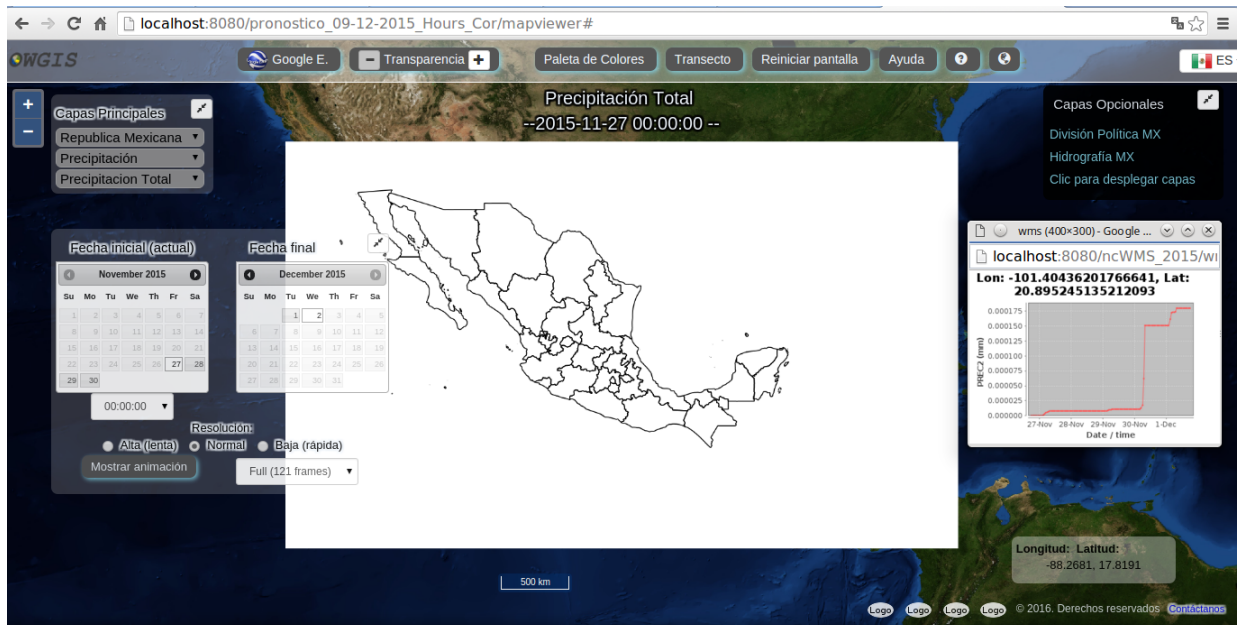 localhost:8080/pronostico_09-12-2015_Hours_Cor/mapviewer#
OWGIS
Google E.
Transparencia
Paleta de Colores
Transecto
Reiniciar pantalla
Ayuda
ES
Capas Principales
Republica Mexicana
Precipitación
Precipitacion Total
Precipitación Total
--2015-11-27 00:00:00 --
Capas Opcionales
División Política MX
Hidrografía MX
Clic para desplegar capas
Fecha inicial (actual)
November 2015
Su Mo Tu We Th Fr Sa
1 2 3 4 5 6 7
8 9 10 11 12 13 14
15 16 17 18 19 20 21
22 23 24 25 26 27 28
29 30
00:00:00
Fecha final
December 2015
Su Mo Tu We Th Fr Sa
1 2 3 4 5
6 7 8 9 10 11 12
13 14 15 16 17 18 19
20 21 22 23 24 25 26
27 28 29 30 31
Resolución:
Alta (lenta) Normal Baja (rápida)
Mostrar animación
Full (121 frames)
wms (400×300) - Google ...
localhost:8080/ncWMS_2015/
Lon: -101.40436201766641, Lat:
20.895245135212093
PREC2 (mm)
0.000175
0.000150
0.000125
0.000100
0.000075
0.000050
0.000025
0.000000
27-Nov 28-Nov 29-Nov 30-Nov 1-Dec
Date / time
Longitud: Latitud:
-88.2681, 17.8191
500 km
Logo Logo Logo Logo
© 2016. Derechos reservados Contáctanos